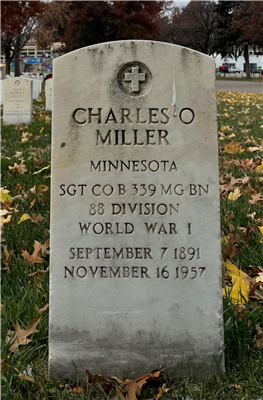 CHARLES O
MILLER
MINNESOTA
SGT CO B 339 MG BN
88 DIVISION
WORLD WAR I
SEPTEMBER 7 1891
NOVEMBER 16 1957